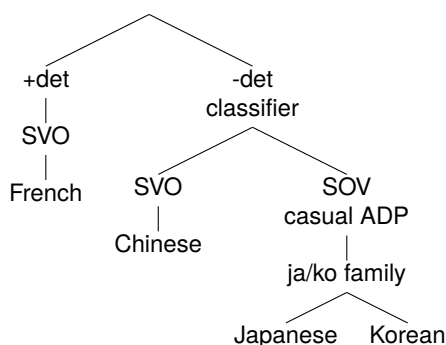 +det -det
classifier
SVO
French SVO SOV
casual ADP
Chinese
ja/ko family
Japanese Korean